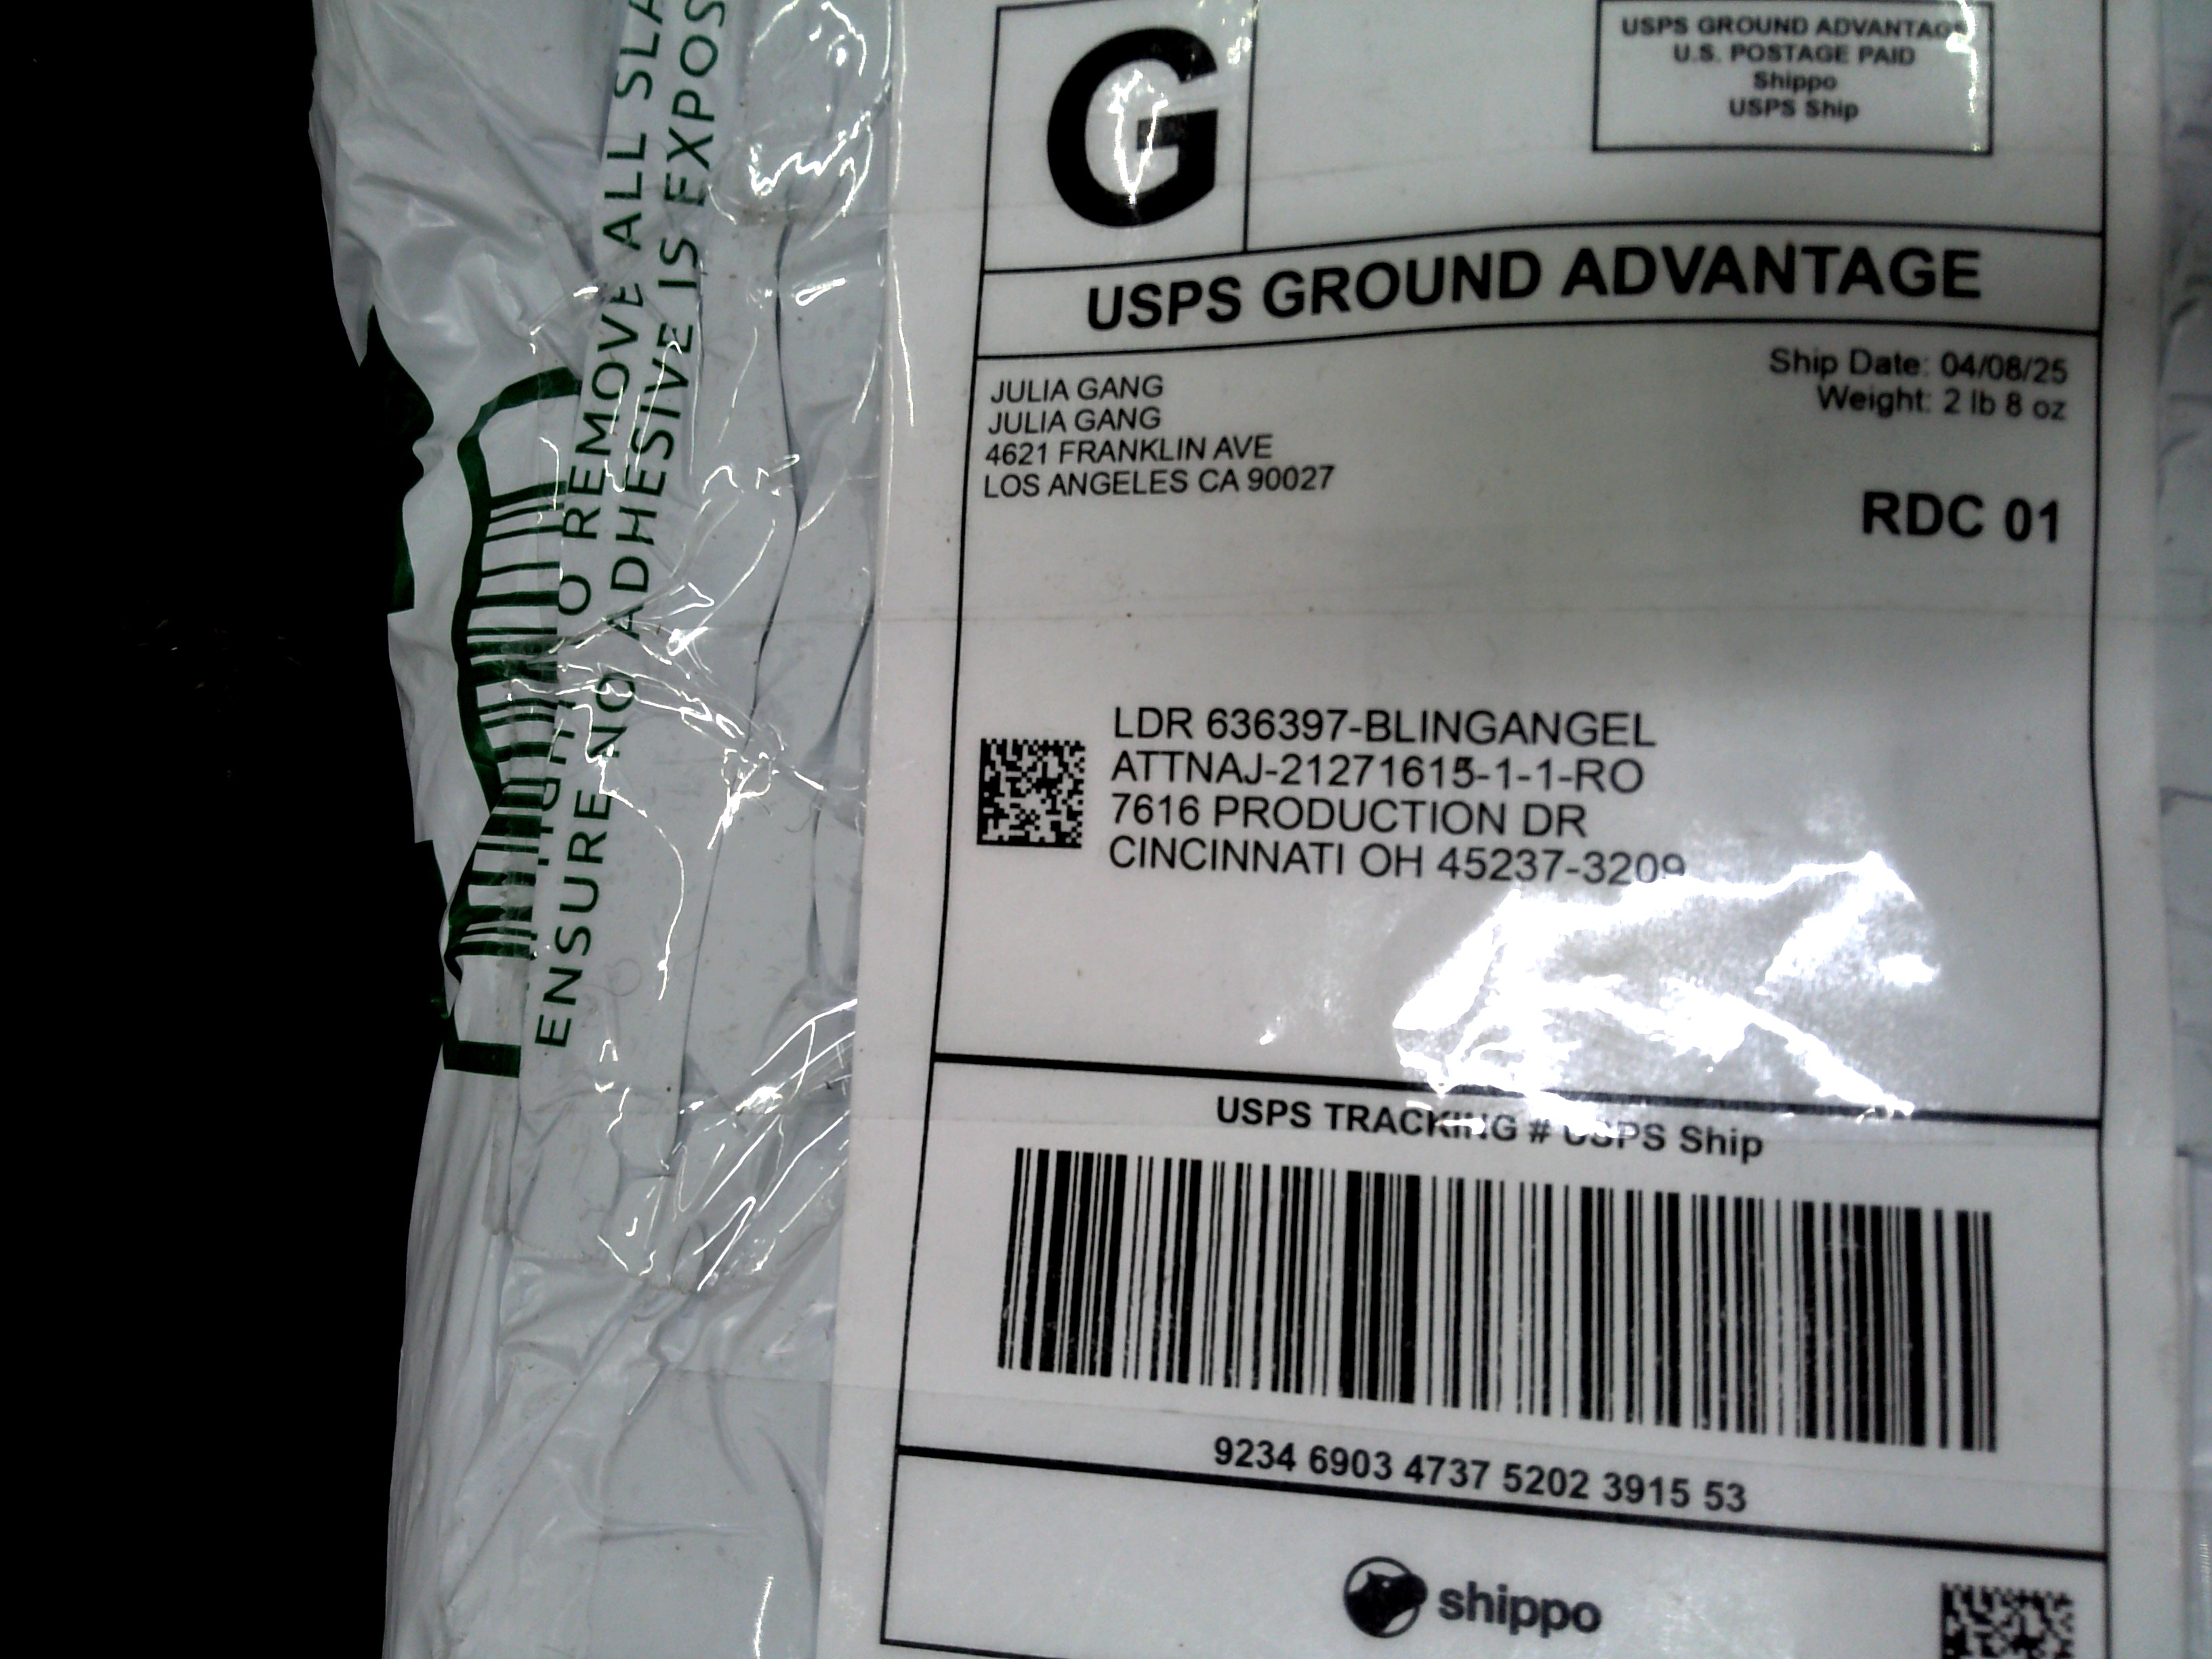 G
USPS GROUND ADVANTAGE
U.S. POSTAGE PAID
Shippo
USPS Ship
USPS GROUND ADVANTAGE
Ship Date: 04/08/25
Weight: 2 lb 8 oz
JULIA GANG
JULIA GANG
4621 FRANKLIN AVE
LOS ANGELES CA 90027
RDC 01
LDR 636397-BLINGANGEL
ATTNAJ-21271615-1-1-RO
7616 PRODUCTION DR
CINCINNATI OH 45237-3209
USPS TRACKING # USPS Ship
9234 6903 4737 5202 3915 53
shippo
REMOVE ALL
ENSURE NO ADHESIVE IS